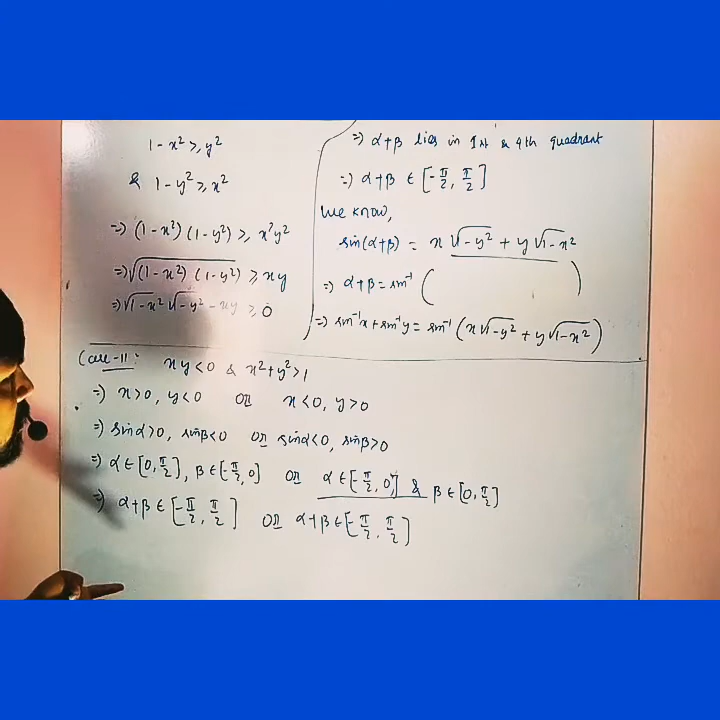 1-x² ≥ y²
& 1-y² ≥ x²
⇒ (1-x²)(1-y²) ≥ x²y²
⇒ √(1-x²)(1-y²) ≥ xy
⇒ √1-x² √1-y² - xy ≥ 0
⇒ α+β lies in Ist & 4th quadrant
⇒ α+β ∈ [-π/2, π/2]
We know,
sin(α+β) = x√1-y² + y√1-x²
⇒ α+β = sin⁻¹ ( )
⇒ sin⁻¹x + sin⁻¹y = sin⁻¹ (x√1-y² + y√1-x²)
Case-II: xy<0 & x²+y²>1
⇒ x>0, y<0 or x<0, y>0
⇒ sinα>0, sinβ<0 or sinα<0, sinβ>0
⇒ α ∈ [0, π/2], β ∈ [-π/2, 0] or α ∈ [-π/2, 0] & β ∈ [0, π/2]
⇒ α+β ∈ [-π/2, π/2] or α+β ∈ [-π/2, π/2]